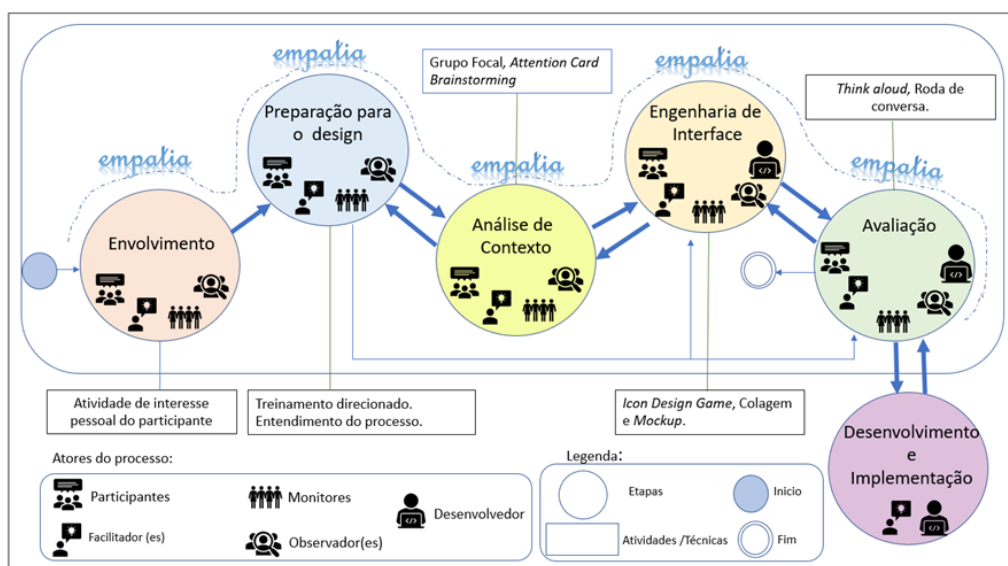 empatia
empatia
Grupo Focal, Attention Card
Brainstorming
empatia
Think aloud, Roda de
conversa.
Preparação para
o design
Engenharia de
Interface
empatia
empatia
Envolvimento
Análise de
Contexto
Avaliação
Atividade de interesse
pessoal do participante
Treinamento direcionado.
Entendimento do processo.
Icon Design Game, Colagem
e Mockup.
Desenvolvimento
e
Implementação
Atores do processo:
Participantes
Monitores
Desenvolvedor
Facilitador (es)
Observador(es)
Legenda:
Etapas
Inicio
Atividades /Técnicas
Fim